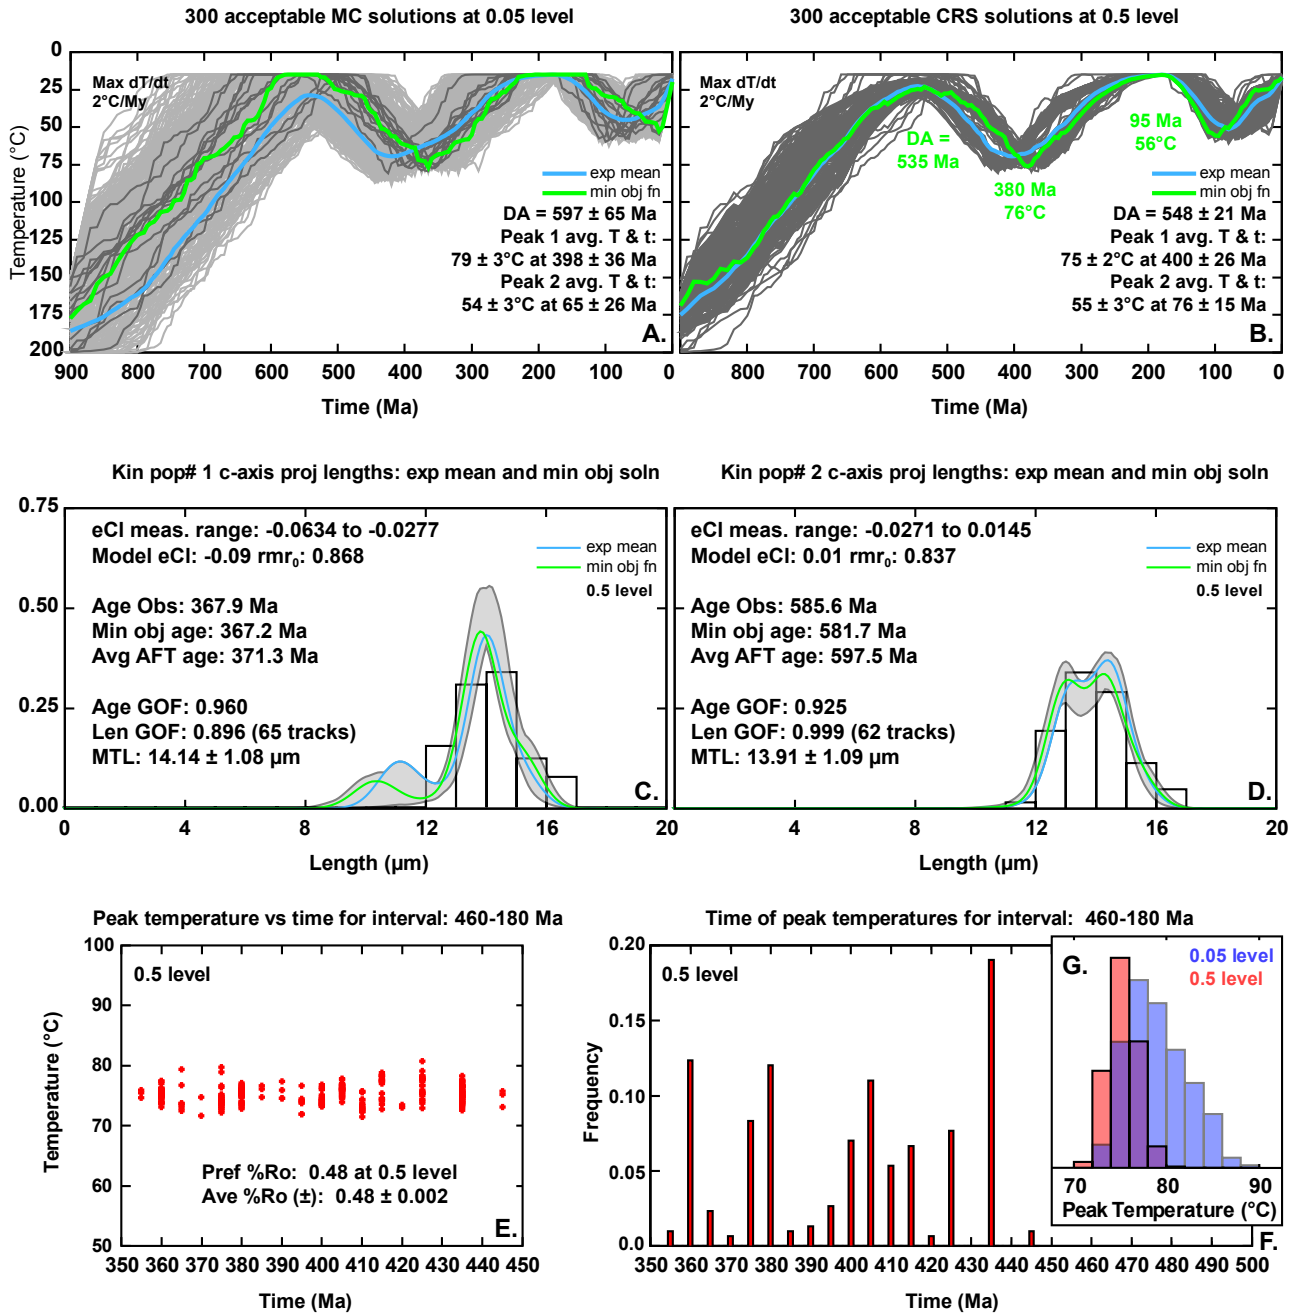 300 acceptable MC solutions at 0.05 level
300 acceptable CRS solutions at 0.5 level
Temperature (°C)
0
25
50
75
100
125
150
175
200
Max dT/dt
2°C/My
exp mean
min obj fn
DA = 597 ± 65 Ma
Peak 1 avg. T & t:
79 ± 3°C at 398 ± 36 Ma
Peak 2 avg. T & t:
54 ± 3°C at 65 ± 26 Ma
A.
900 800 700 600 500 400 300 200 100 0
Time (Ma)
Max dT/dt
2°C/My
DA =
535 Ma
380 Ma
76°C
95 Ma
56°C
exp mean
min obj fn
DA = 548 ± 21 Ma
Peak 1 avg. T & t:
75 ± 2°C at 400 ± 26 Ma
Peak 2 avg. T & t:
55 ± 3°C at 76 ± 15 Ma
B.
800 700 600 500 400 300 200 100 0
Time (Ma)
Kin pop# 1 c-axis proj lengths: exp mean and min obj soln
0.75
0.50
0.25
0.00
eCl meas. range: -0.0634 to -0.0277
Model eCl: -0.09 rmr₀: 0.868
exp mean
min obj fn
0.5 level
Age Obs: 367.9 Ma
Min obj age: 367.2 Ma
Avg AFT age: 371.3 Ma
Age GOF: 0.960
Len GOF: 0.896 (65 tracks)
MTL: 14.14 ± 1.08 µm
C.
0 4 8 12 16 20
Length (µm)
Kin pop# 2 c-axis proj lengths: exp mean and min obj soln
eCl meas. range: -0.0271 to 0.0145
Model eCl: 0.01 rmr₀: 0.837
exp mean
min obj fn
0.5 level
Age Obs: 585.6 Ma
Min obj age: 581.7 Ma
Avg AFT age: 597.5 Ma
Age GOF: 0.925
Len GOF: 0.999 (62 tracks)
MTL: 13.91 ± 1.09 µm
D.
4 8 12 16 20
Length (µm)
Peak temperature vs time for interval: 460-180 Ma
Temperature (°C)
100
90
80
70
60
50
0.5 level
Pref %Ro: 0.48 at 0.5 level
Ave %Ro (±): 0.48 ± 0.002
E.
350 360 370 380 390 400 410 420 430 440 450
Time (Ma)
Time of peak temperatures for interval: 460-180 Ma
Frequency
0.20
0.15
0.10
0.05
0.0
0.5 level
G.
0.05 level
0.5 level
70 80 90
Peak Temperature (°C)
F.
350 360 370 380 390 400 410 420 430 440 450 460 470 480 490 500
Time (Ma)